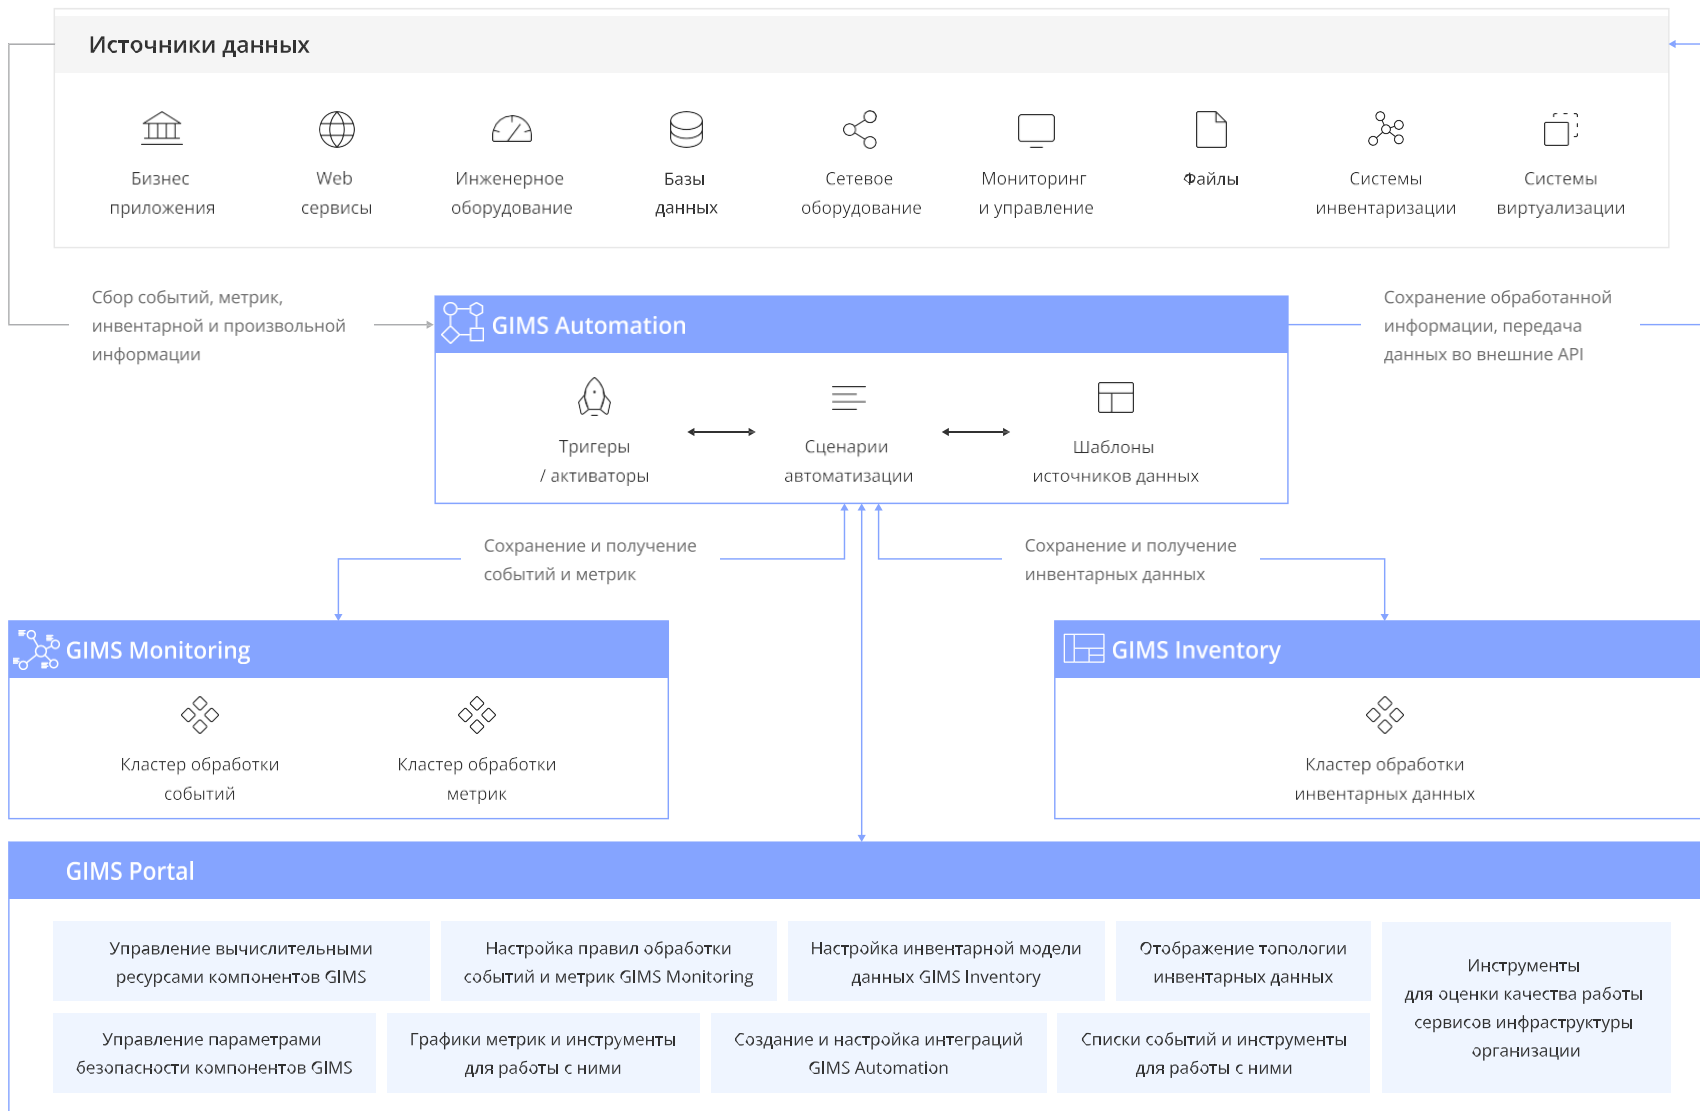 Источники данных
Бизнес
приложения
Web
сервисы
Инженерное
оборудование
Базы
данных
Сетевое
оборудование
Мониторинг
и управление
Файлы
Системы
инвентаризации
Системы
виртуализации
Сбор событий, метрик,
инвентарной и произвольной
информации
GIMS Automation
Сохранение обработанной
информации, передача
данных во внешние API
Тригеры
/ активаторы
Сценарии
автоматизации
Шаблоны
источников данных
Сохранение и получение
событий и метрик
Сохранение и получение
инвентарных данных
GIMS Monitoring
Кластер обработки
событий
Кластер обработки
метрик
GIMS Inventory
Кластер обработки
инвентарных данных
GIMS Portal
Управление вычислительными
ресурсами компонентов GIMS
Настройка правил обработки
событий и метрик GIMS Monitoring
Настройка инвентарной модели
данных GIMS Inventory
Отображение топологии
инвентарных данных
Инструменты
для оценки качества работы
сервисов инфраструктуры
организации
Управление параметрами
безопасности компонентов GIMS
Графики метрик и инструменты
для работы с ними
Создание и настройка интеграций
GIMS Automation
Списки событий и инструменты
для работы с ними